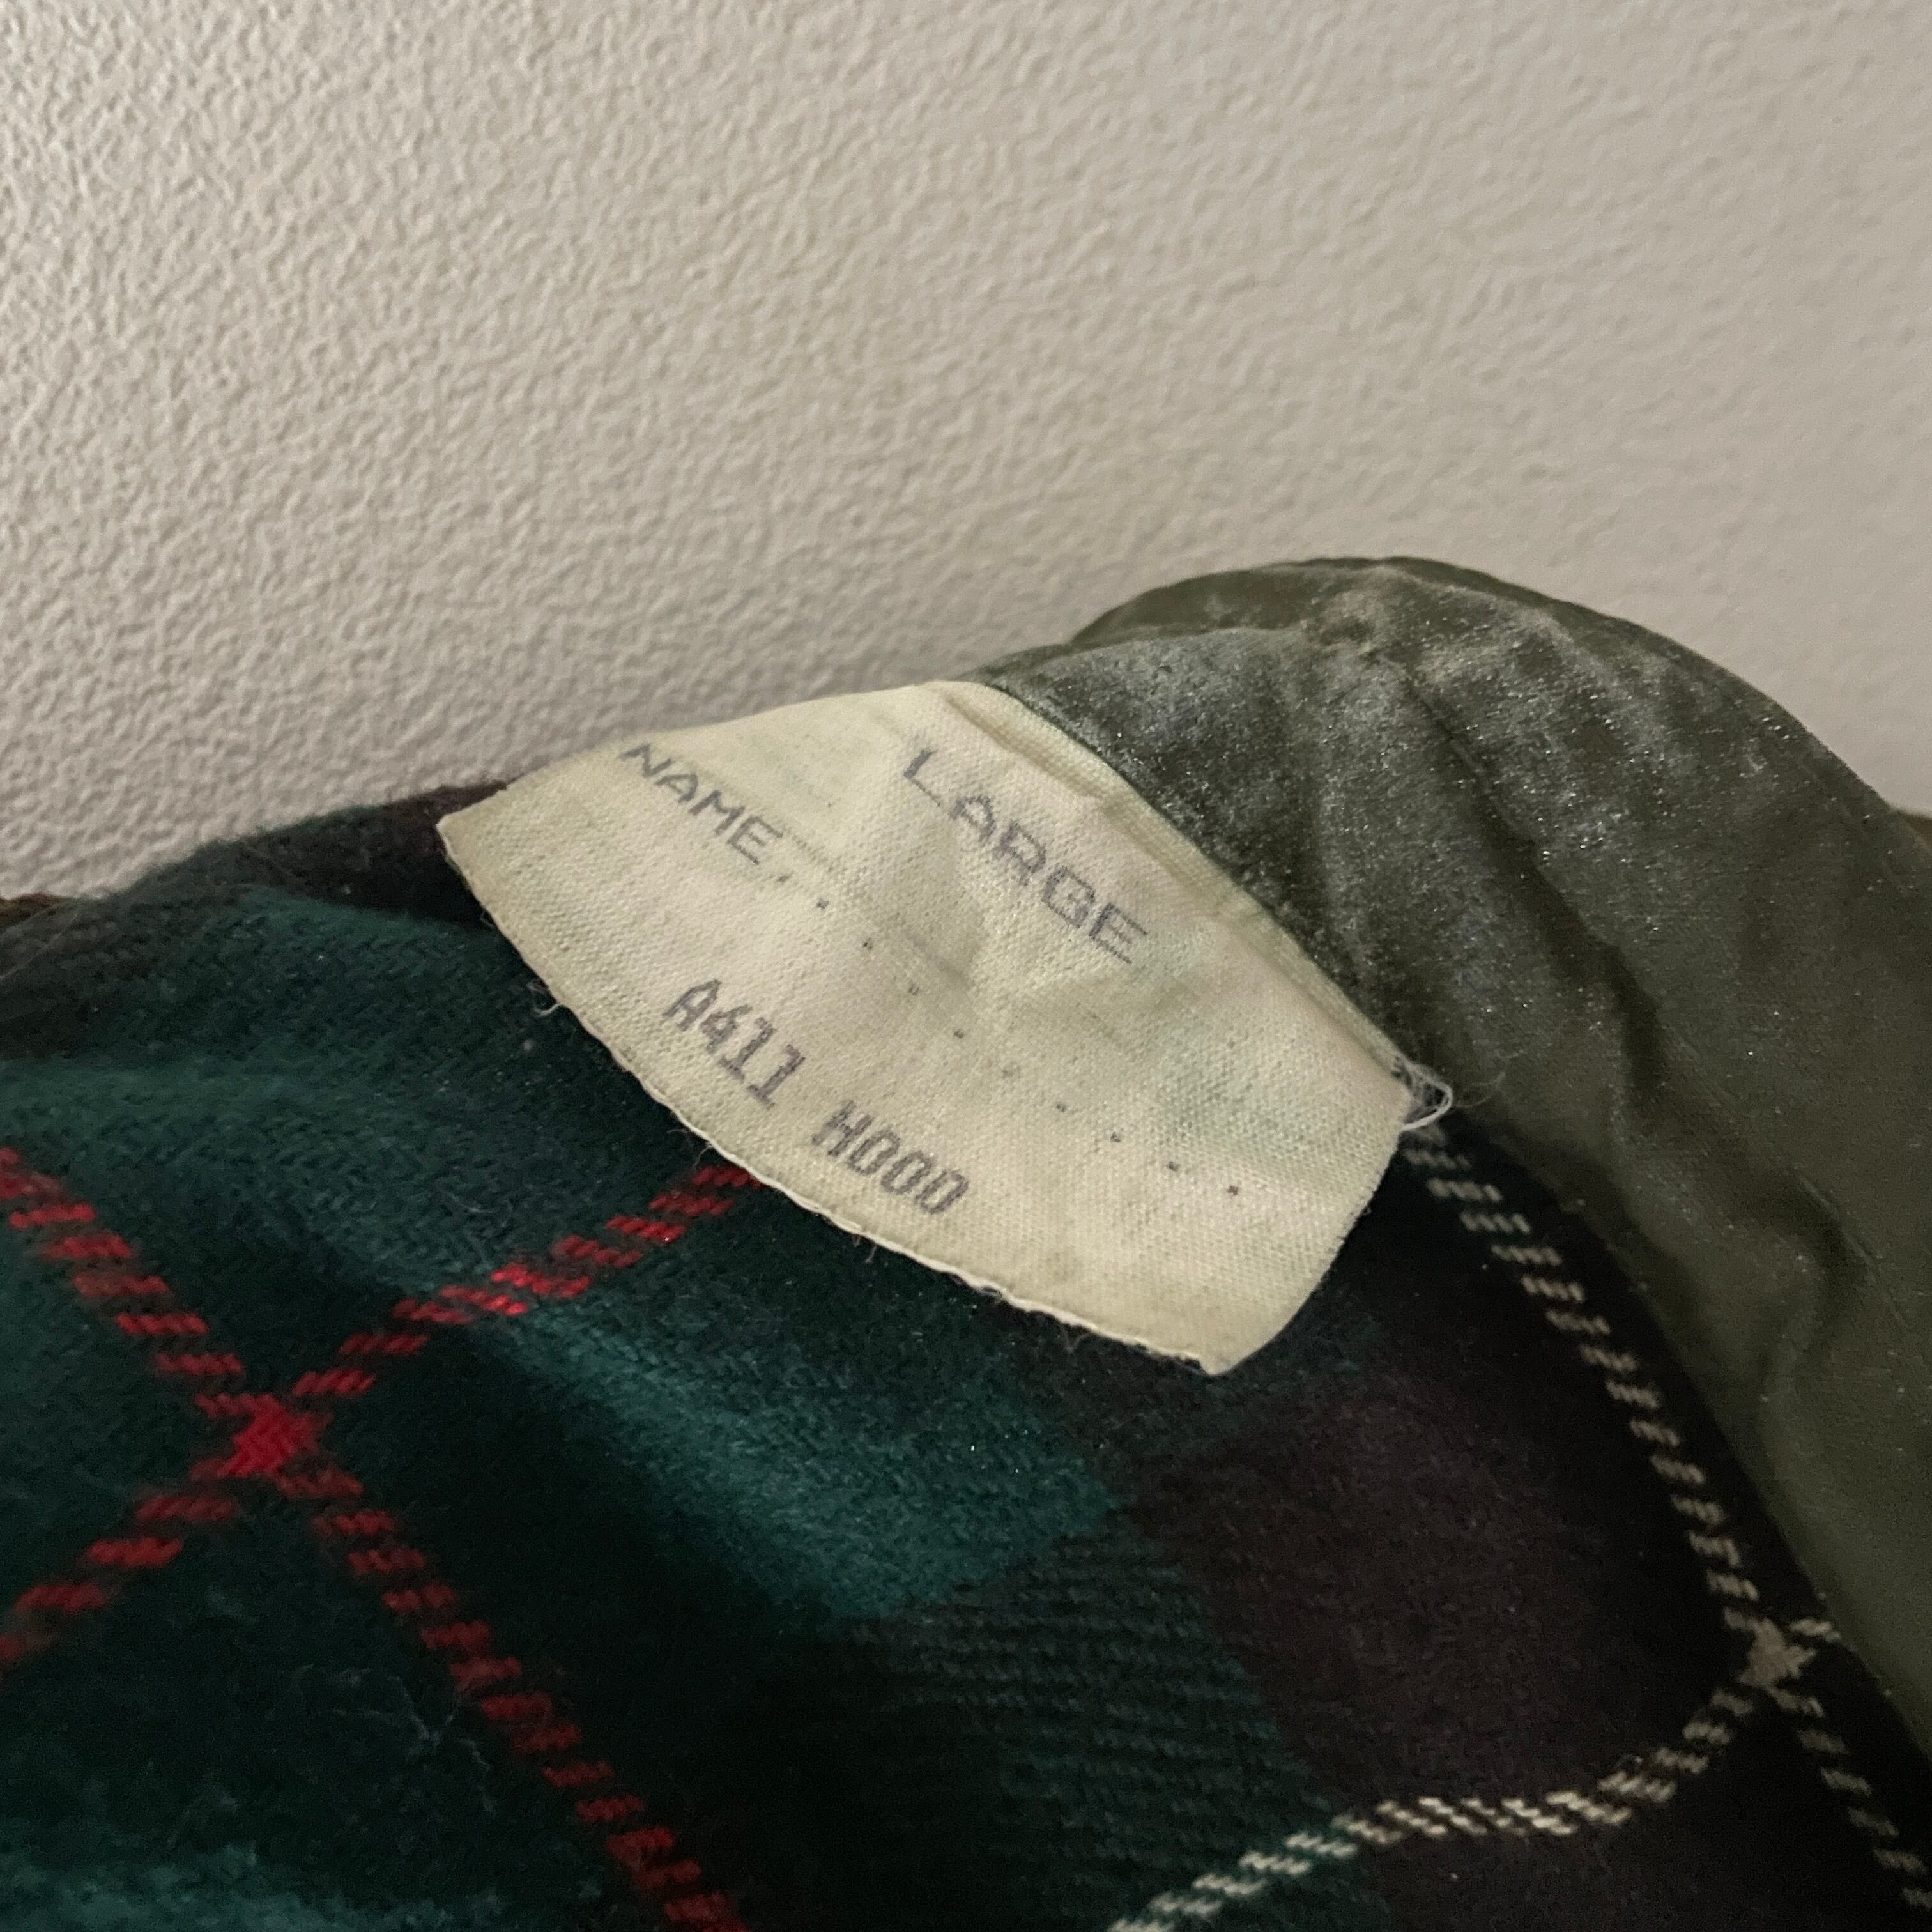 LARGE
NAME..........
A411 HOOD